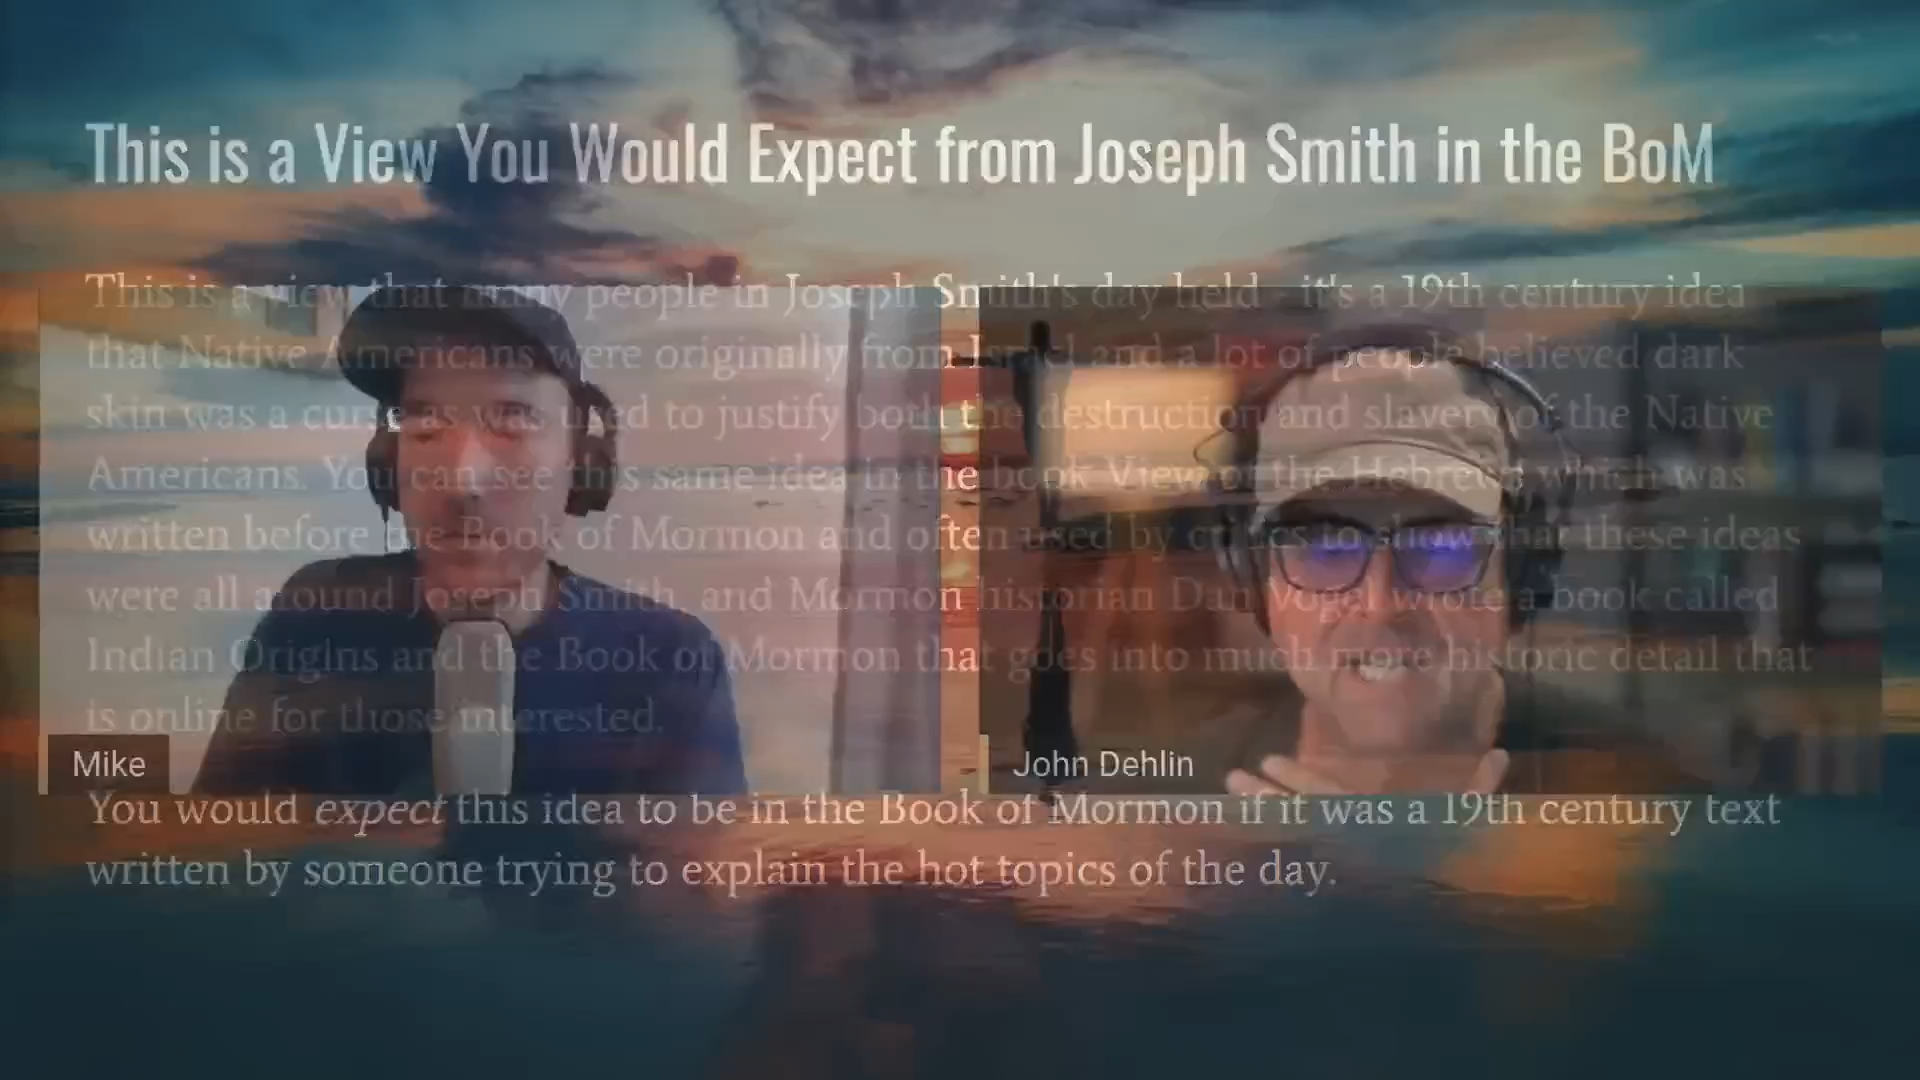 This is a View You Would Expect from Joseph Smith in the BoM
This is a view that many people in Joseph Smith's day held - it's a 19th century idea
that Native Americans were originally from Israel and a lot of people believed dark
skin was a curse as was used to justify both the destruction and slavery of the Native
Americans. You can see this same idea in the book View of the Hebrews which was
written before the Book of Mormon and often used by critics to show that these ideas
were all around Joseph Smith, and Mormon historian Dan Vogel wrote a book called
Indian Origins and the Book of Mormon that goes into much more historic detail that
is online for those interested.
Mike
John Dehlin
You would expect this idea to be in the Book of Mormon if it was a 19th century text
written by someone trying to explain the hot topics of the day.